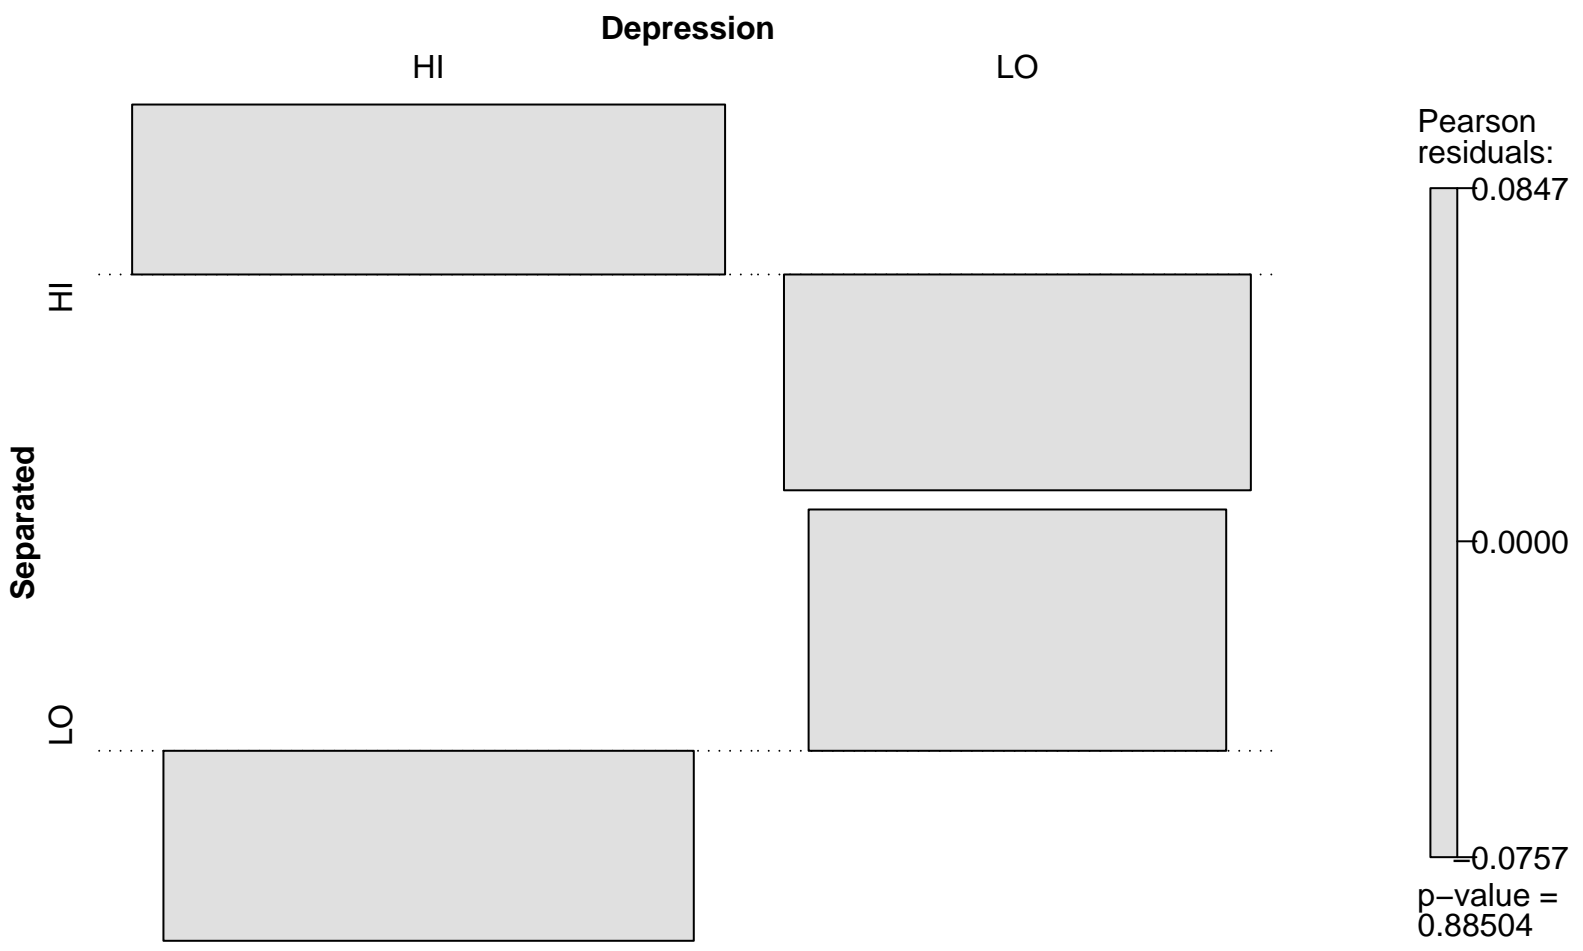 Depression
HI
LO
Separated
HI
LO
Pearson
residuals:
0.0847
0.0000
−0.0757
p−value =
0.88504